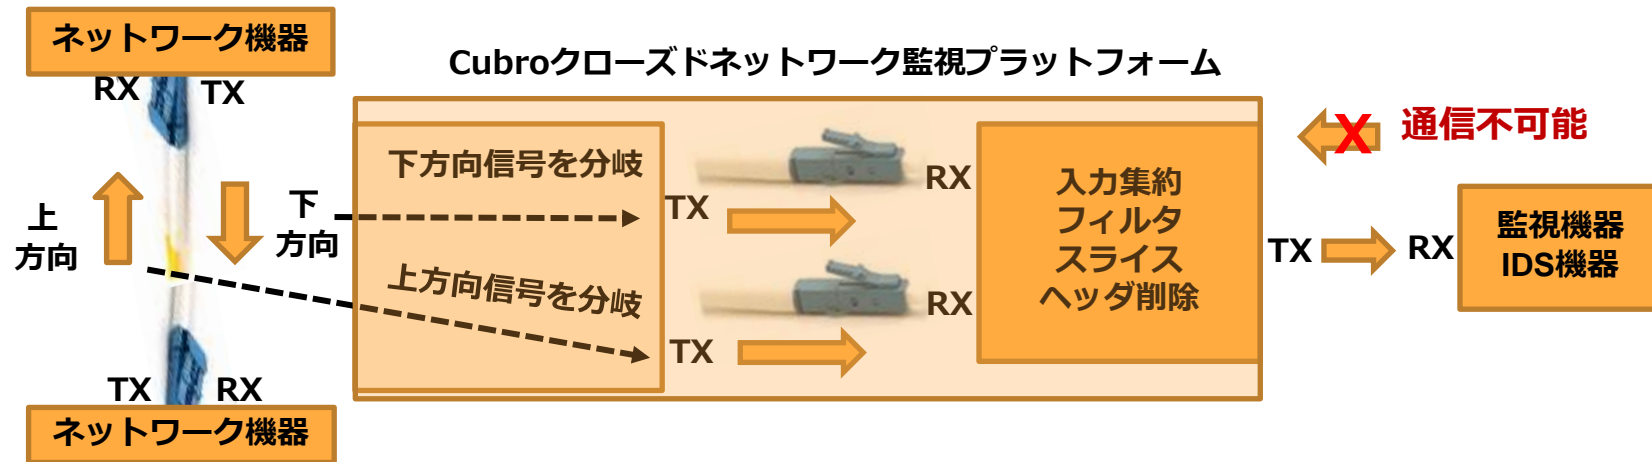 ネットワーク機器
RX
TX
上
方向
下
方向
TX
RX
ネットワーク機器
Cubroクローズドネットワーク監視プラットフォーム
下方向信号を分岐
TX
RX
上方向信号を分岐
TX
RX
入力集約
フィルタ
スライス
ヘッダ削除
X
通信不可能
TX
RX
監視機器
IDS機器